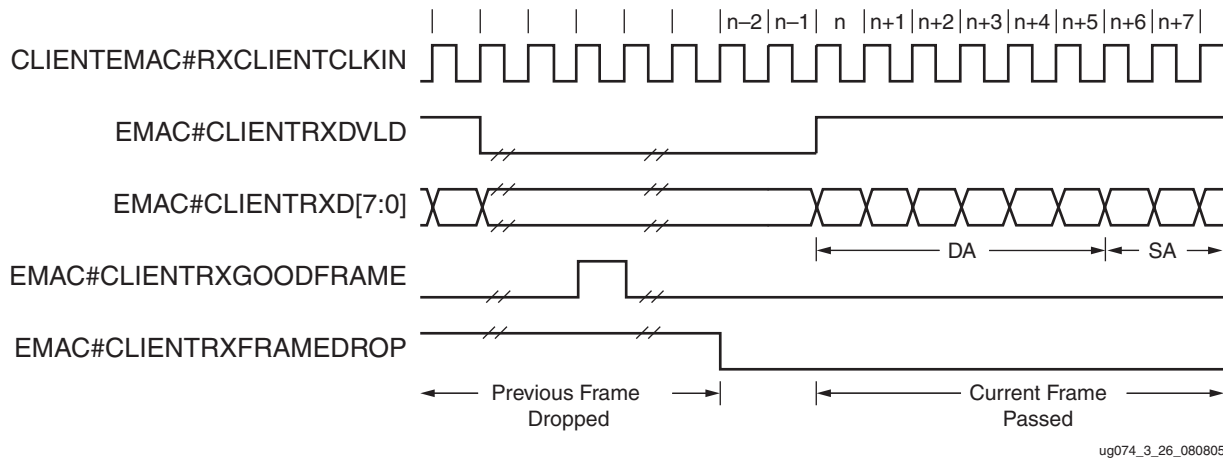 n–2 n–1 n n+1 n+2 n+3 n+4 n+5 n+6 n+7
CLIENTEMAC#RXCLIENTCLKIN
EMAC#CLIENTRXDVLD
EMAC#CLIENTRXD[7:0]
DA SA
EMAC#CLIENTRXGOODFRAME
EMAC#CLIENTRXFRAMEDROP
Previous Frame
Dropped
Current Frame
Passed
ug074_3_26_080805